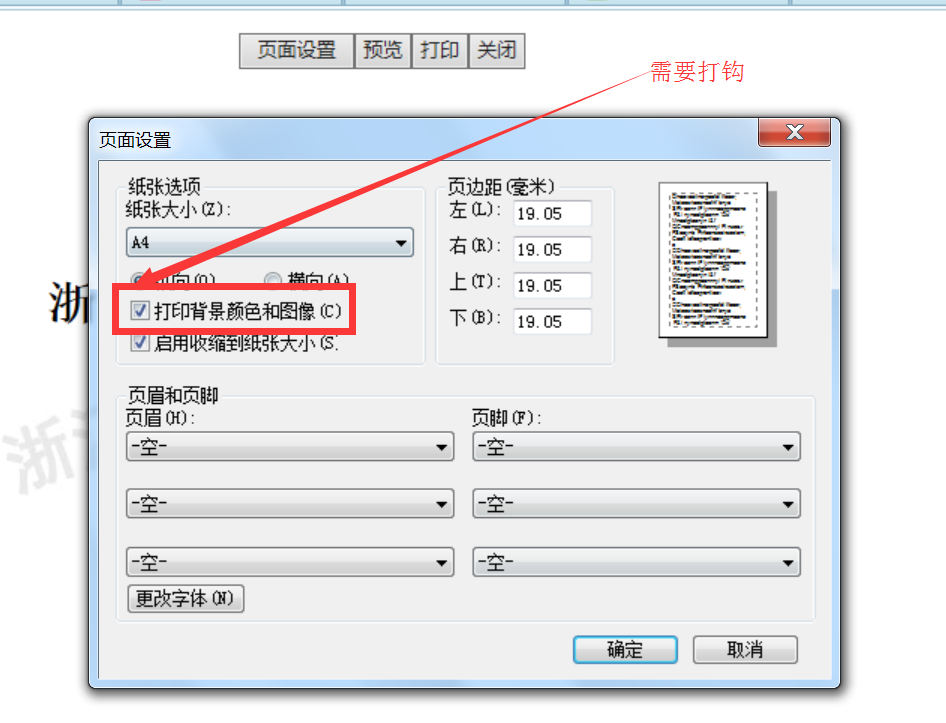 页面设置 预览 打印 关闭
需要打钩
页面设置
纸张选项
纸张大小(Z):
A4
横向(A)
打印背景颜色和图像(C)
启用收缩到纸张大小(S)
页边距(毫米)
左(L): 19.05
右(R): 19.05
上(T): 19.05
下(B): 19.05
浙
浙
页眉和页脚
页眉(H): 页脚(F):
-空- -空-
-空- -空-
-空- -空-
更改字体(N)
确定 取消